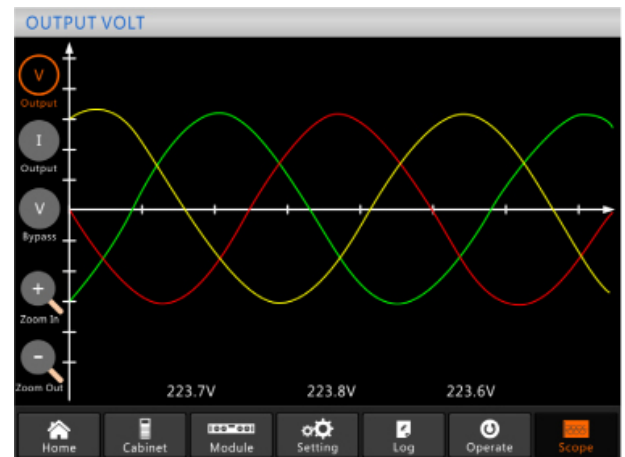 OUTPUT VOLT
V
Output
I
Output
V
Bypass
+
Zoom In
−
Zoom Out
223.7V 223.8V 223.6V
Home Cabinet Module Setting Log Operate Scope